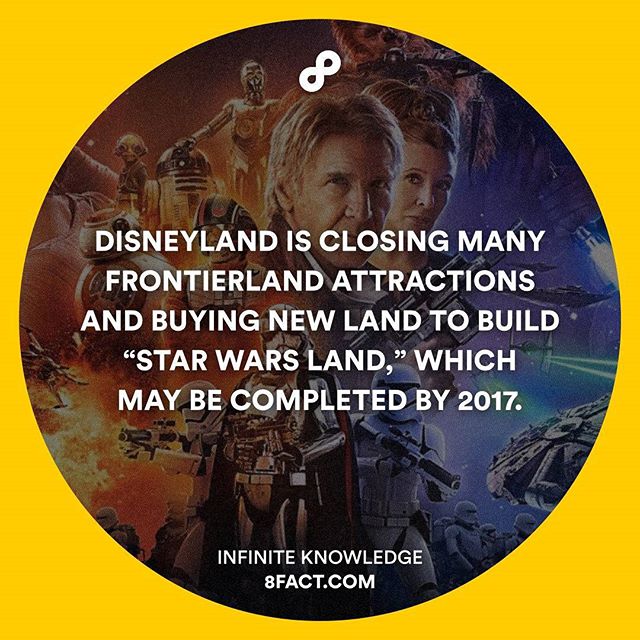 DISNEYLAND IS CLOSING MANY
FRONTIERLAND ATTRACTIONS
AND BUYING NEW LAND TO BUILD
“STAR WARS LAND,” WHICH
MAY BE COMPLETED BY 2017.
INFINITE KNOWLEDGE
8FACT.COM